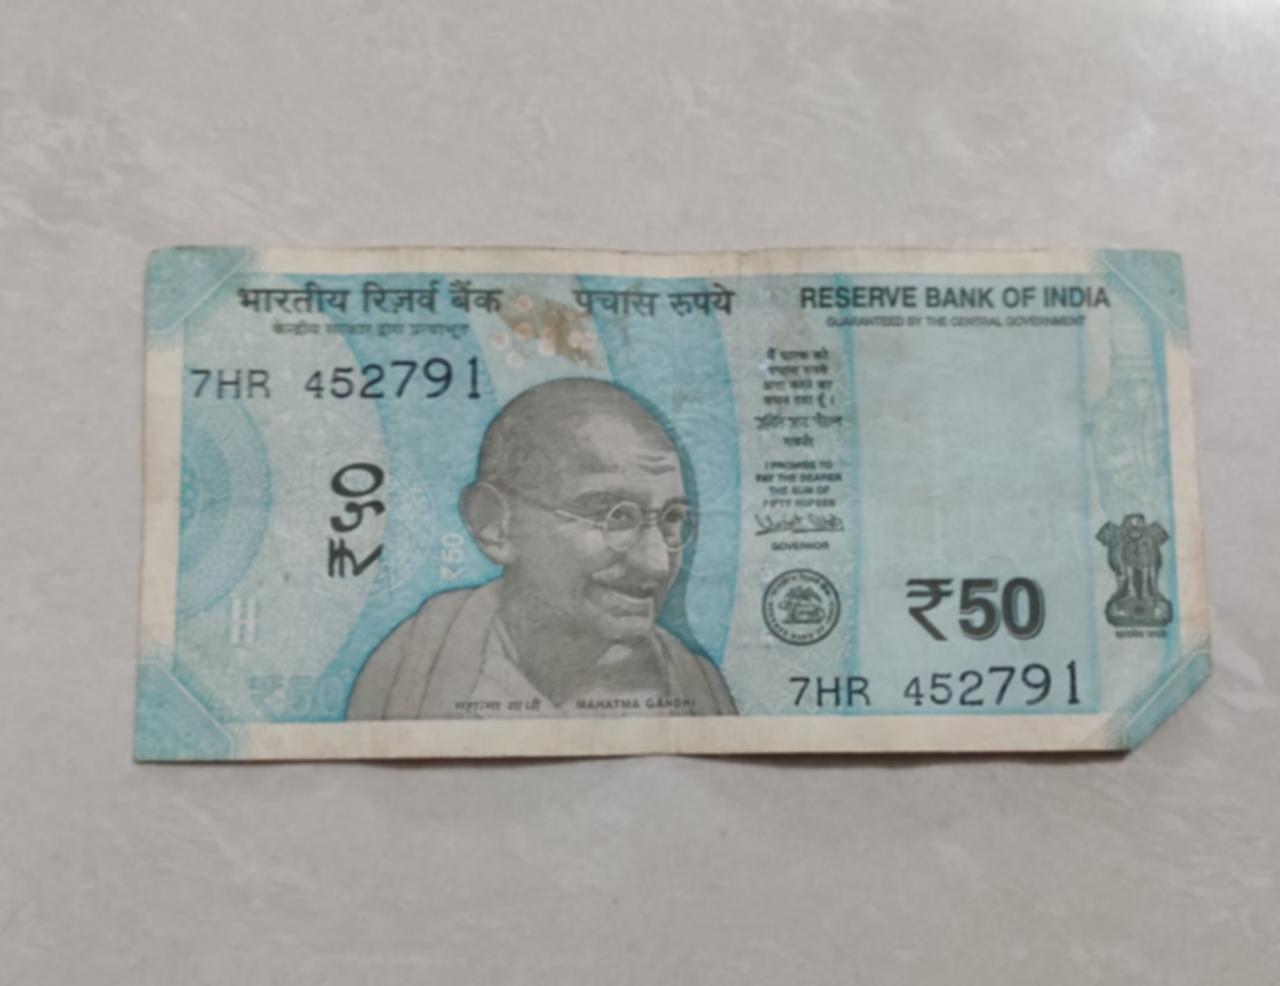 भारतीय रिज़र्व बैंक
केन्द्रीय सरकार द्वारा प्रत्याभूत
पचास रुपये
RESERVE BANK OF INDIA
GUARANTEED BY THE CENTRAL GOVERNMENT
7HR 452791
मैं धारक को
पचास रुपये
अदा करने का
वचन देता हूँ।
I PROMISE TO
PAY THE BEARER
THE SUM OF
FIFTY RUPEES
GOVERNOR
₹५०
₹50
₹50
₹50
7HR 452791
महात्मा गांधी
MAHATMA GANDHI
सत्यमेव जयते